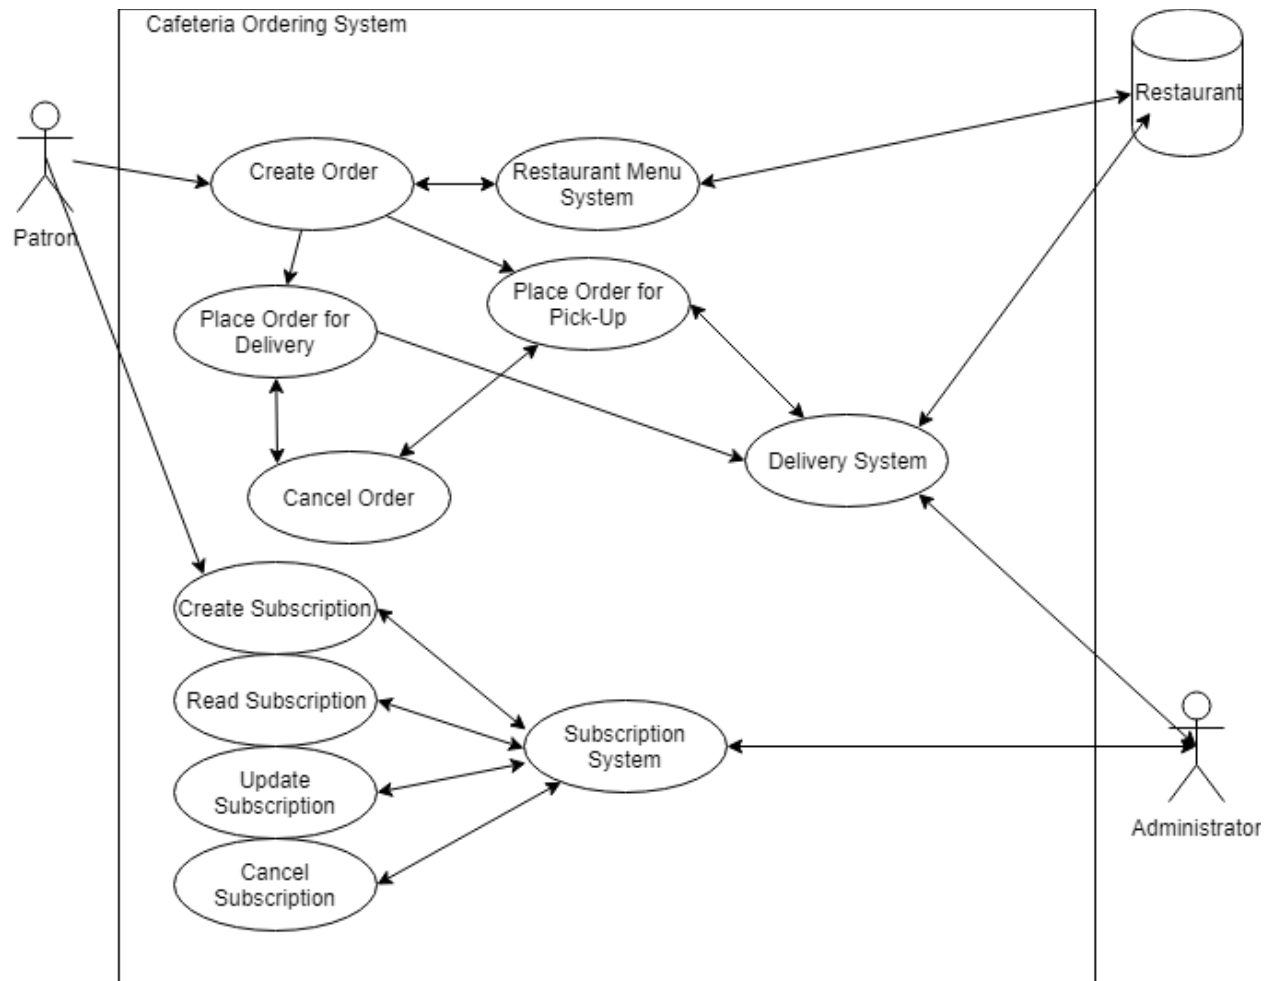 Cafeteria Ordering System
Restaurant
Patron
Create Order
Restaurant Menu
System
Place Order for
Pick-Up
Place Order for
Delivery
Delivery System
Cancel Order
Create Subscription
Read Subscription
Subscription
System
Update
Subscription
Administrator
Cancel
Subscription